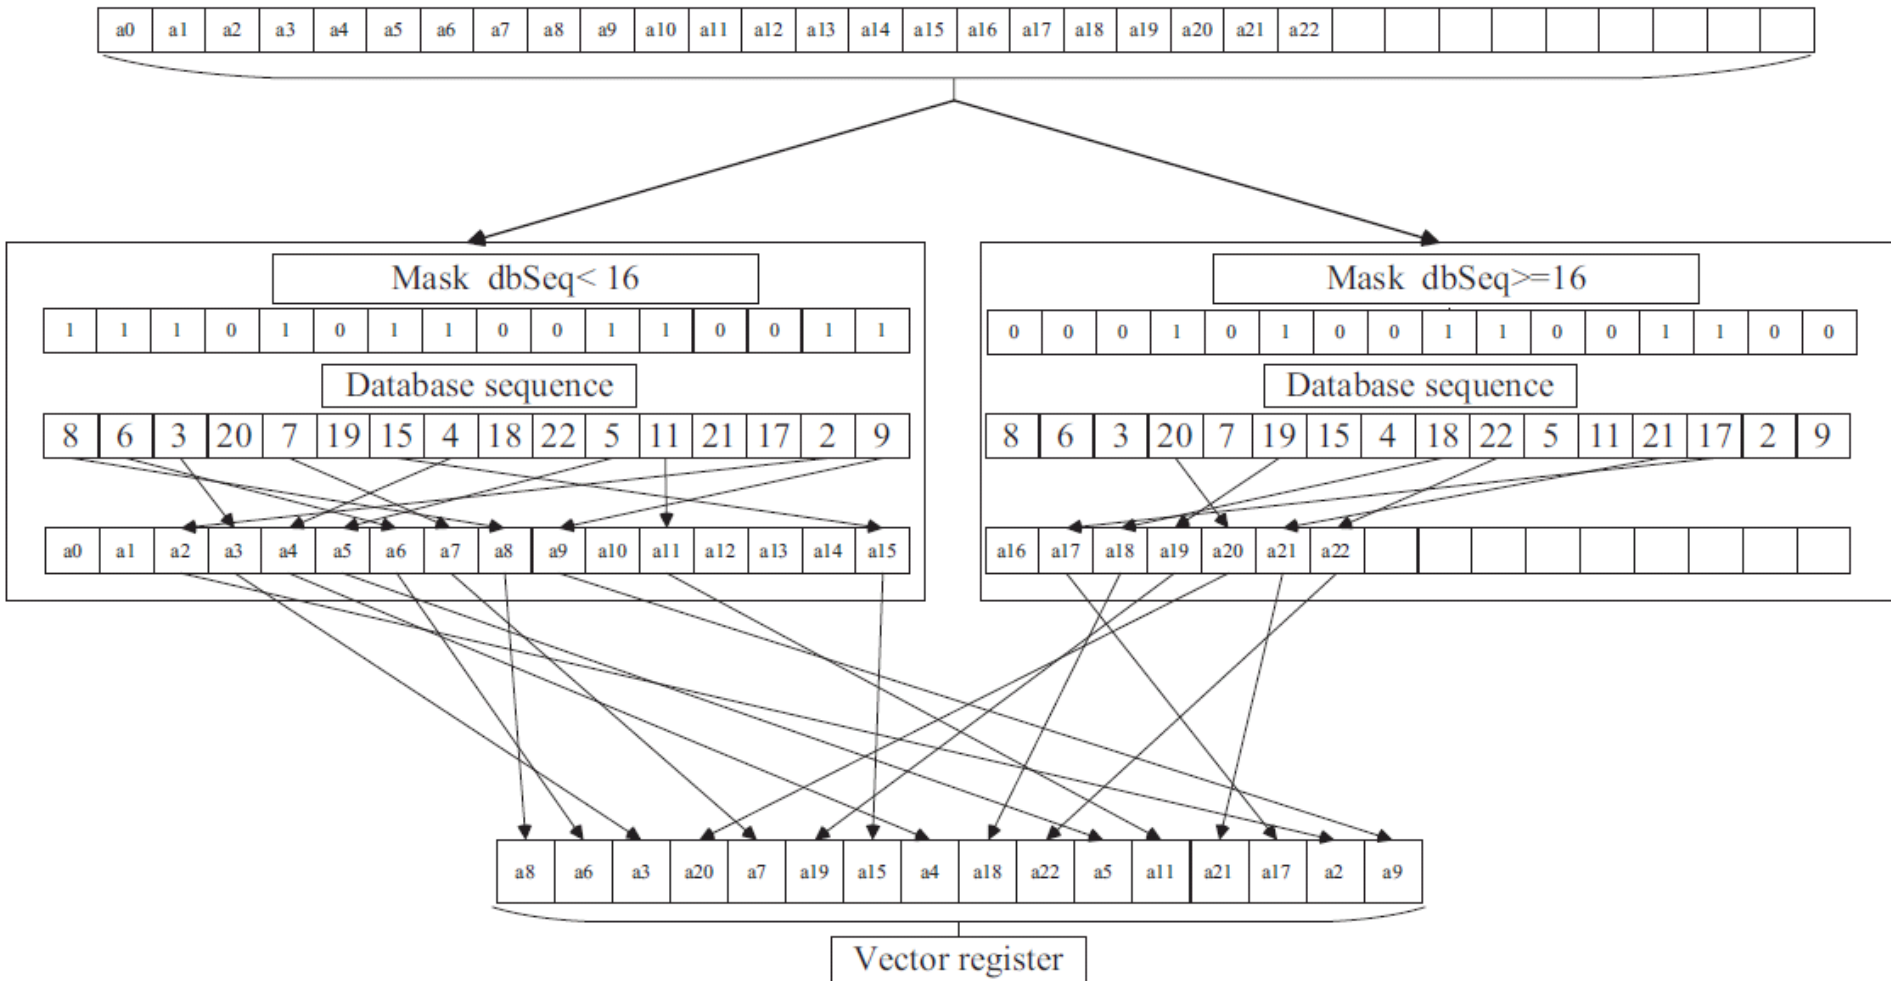 a0 a1 a2 a3 a4 a5 a6 a7 a8 a9 a10 a11 a12 a13 a14 a15 a16 a17 a18 a19 a20 a21 a22
Mask dbSeq< 16
1 1 1 0 1 0 1 1 0 0 1 1 0 0 1 1
Database sequence
8 6 3 20 7 19 15 4 18 22 5 11 21 17 2 9
a0 a1 a2 a3 a4 a5 a6 a7 a8 a9 a10 a11 a12 a13 a14 a15
Mask dbSeq>=16
0 0 0 1 0 1 0 0 1 1 0 0 1 1 0 0
Database sequence
8 6 3 20 7 19 15 4 18 22 5 11 21 17 2 9
a16 a17 a18 a19 a20 a21 a22
a8 a6 a3 a20 a7 a19 a15 a4 a18 a22 a5 a11 a21 a17 a2 a9
Vector register